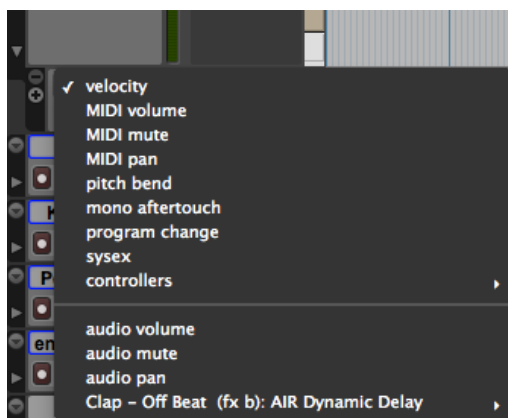 ✓ velocity
MIDI volume
MIDI mute
MIDI pan
pitch bend
mono aftertouch
program change
sysex
controllers
audio volume
audio mute
audio pan
Clap – Off Beat (fx b): AIR Dynamic Delay